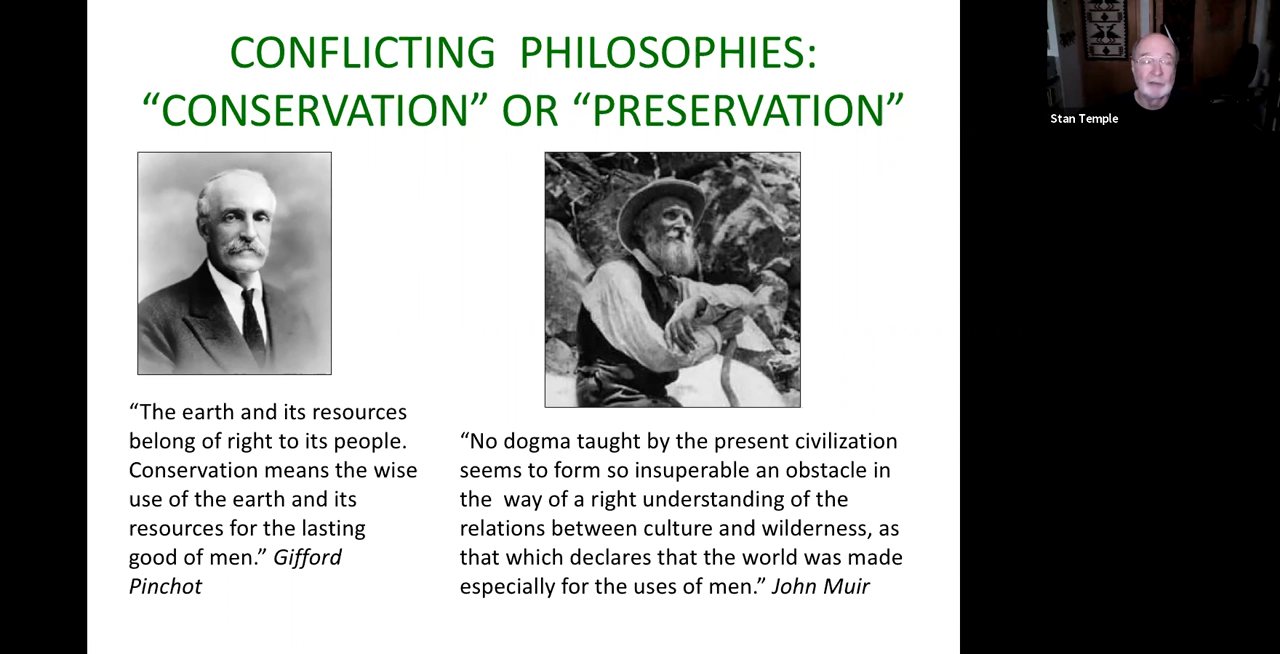 CONFLICTING PHILOSOPHIES:
“CONSERVATION” OR “PRESERVATION”
Stan Temple
“The earth and its resources
belong of right to its people.
Conservation means the wise
use of the earth and its
resources for the lasting
good of men.” Gifford
Pinchot
“No dogma taught by the present civilization
seems to form so insuperable an obstacle in
the way of a right understanding of the
relations between culture and wilderness, as
that which declares that the world was made
especially for the uses of men.” John Muir